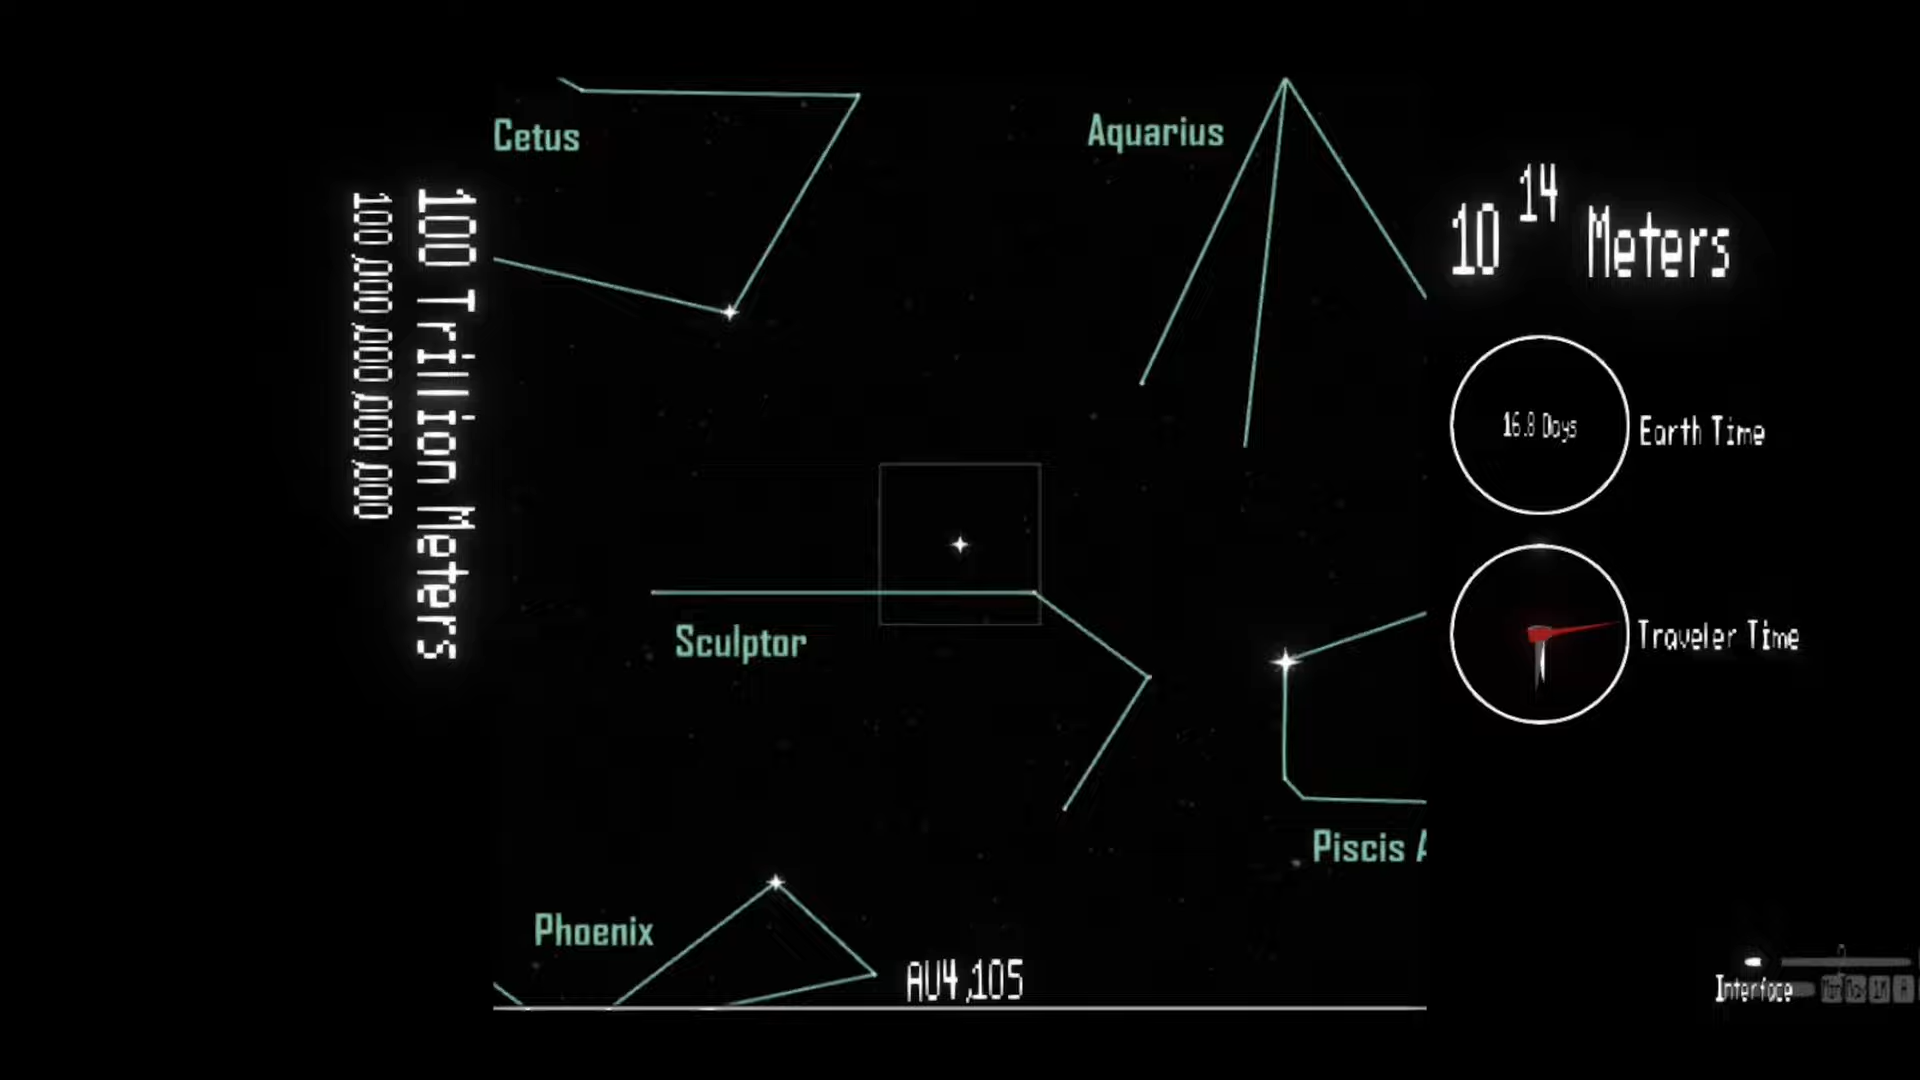 Cetus
Aquarius
100 Trillion Meters
100,000,000,000,000
10 14 Meters
16.8 Days
Earth Time
Traveler Time
Sculptor
Piscis A
Phoenix
AU4,105
Interface